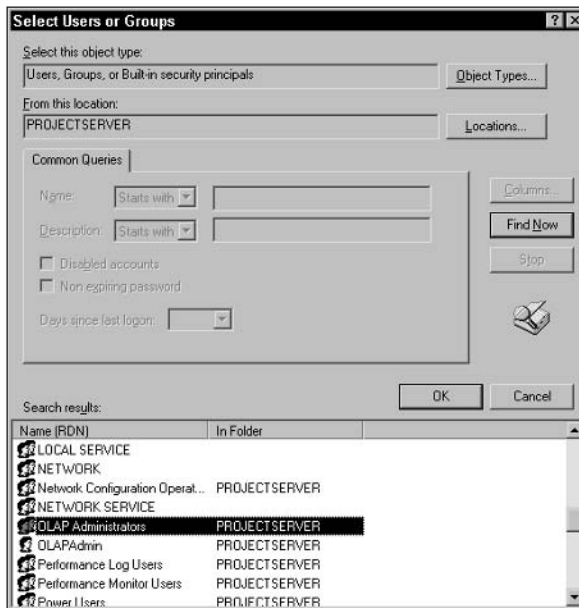 Select Users or Groups
Select this object type:
Users, Groups, or Built-in security principals
Object Types...
From this location:
PROJECTSERVER
Locations...
Common Queries
Name: Starts with
Columns...
Description: Starts with
Find Now
Disabled accounts
Stop
Non expiring password
Days since last logon:
OK Cancel
Search results:
Name (RDN) In Folder
LOCAL SERVICE
NETWORK
Network Configuration Operat... PROJECTSERVER
NETWORK SERVICE
OLAP Administrators PROJECTSERVER
OLAPAdmin PROJECTSERVER
Performance Log Users PROJECTSERVER
Performance Monitor Users PROJECTSERVER
Power Users PROJECTSERVER